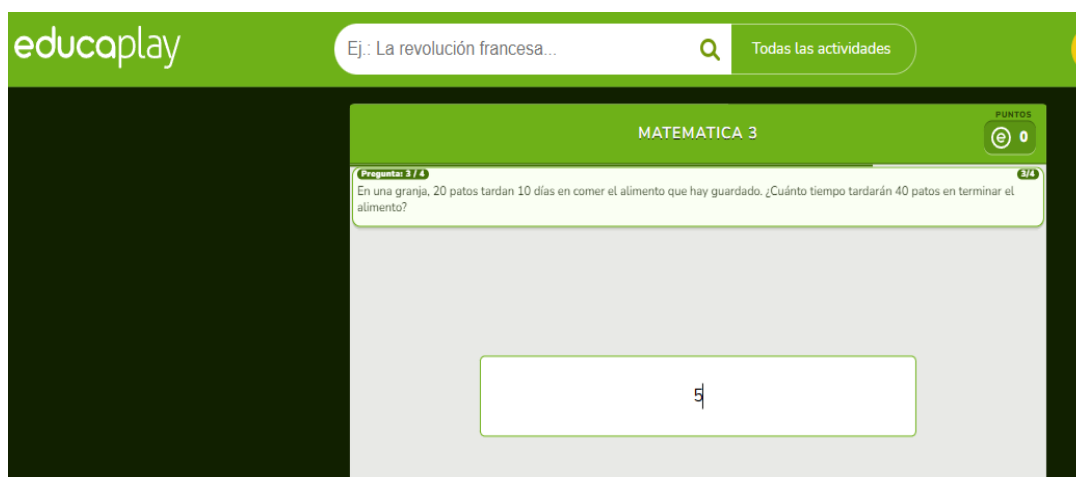 educaplay
Ej.: La revolución francesa...
Todas las actividades
MATEMATICA 3
PUNTOS
e 0
Pregunta: 3 / 4
3/4
En una granja, 20 patos tardan 10 días en comer el alimento que hay guardado. ¿Cuánto tiempo tardarán 40 patos en terminar el
alimento?
5